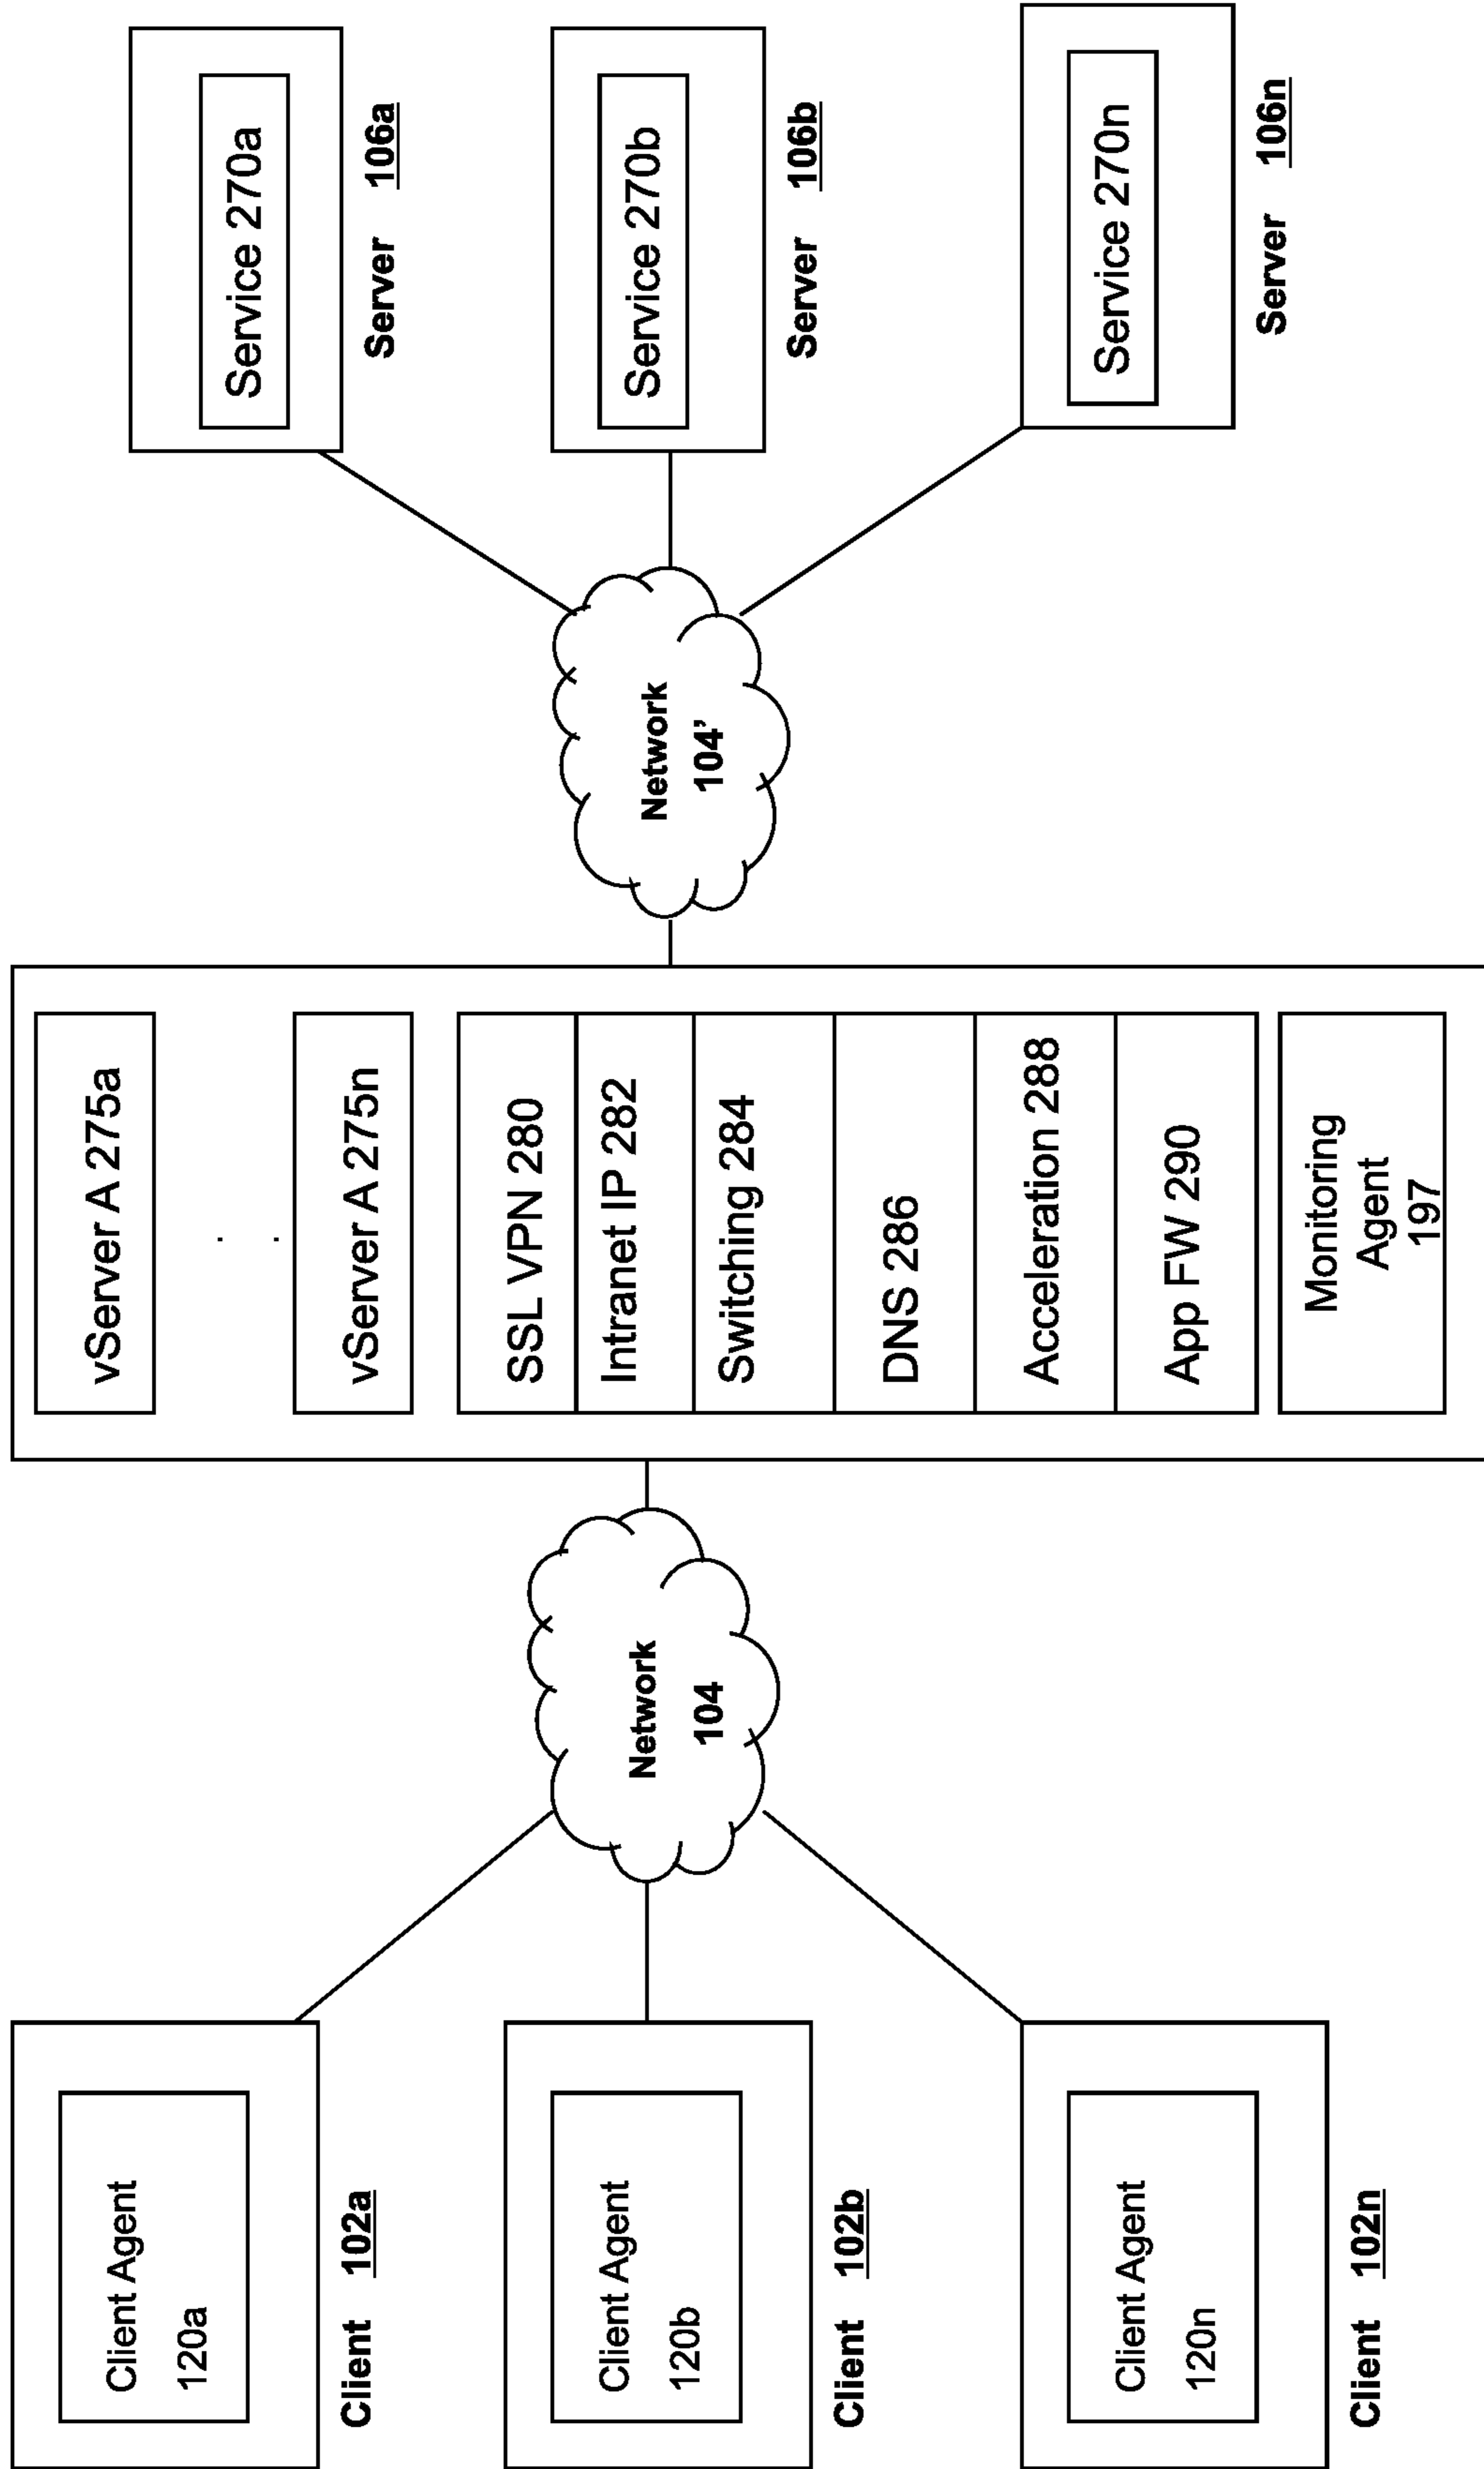 Client Agent
120a
Client 102a
Client Agent
120b
Client 102b
Client Agent
120n
Client 102n
Network
104
vServer A 275a
vServer A 275n
SSL VPN 280
Intranet IP 282
Switching 284
DNS 286
Acceleration 288
App FW 290
Monitoring
Agent
197
Network
104’
Service 270a
Server 106a
Service 270b
Server 106b
Service 270n
Server 106n